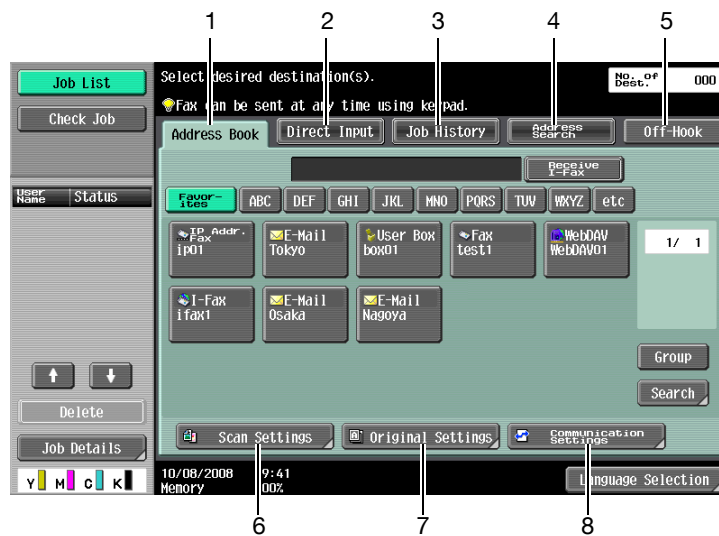 1 2 3 4 5
Job List
Check Job
User Name Status
Delete
Job Details
Y M C K
Select desired destination(s).
No. of Dest. 000
Fax can be sent at any time using keypad.
Address Book Direct Input Job History Address Search Off-Hook
Receive I-Fax
Favor-ites ABC DEF GHI JKL MNO PQRS TUV WXYZ etc
IP Addr. Fax
ip01
E-Mail
Tokyo
User Box
box01
Fax
test1
WebDAV
WebDAV01
1/ 1
I-Fax
ifax1
E-Mail
Osaka
E-Mail
Nagoya
Group
Search
Scan Settings Original Settings Communication Settings
10/08/2008 9:41
Memory 00%
Language Selection
6 7 8